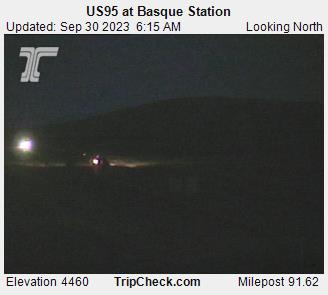 US95 at Basque Station
Updated: Sep 30 2023 6:15 AM
Looking North
Elevation 4460
TripCheck.com
Milepost 91.62